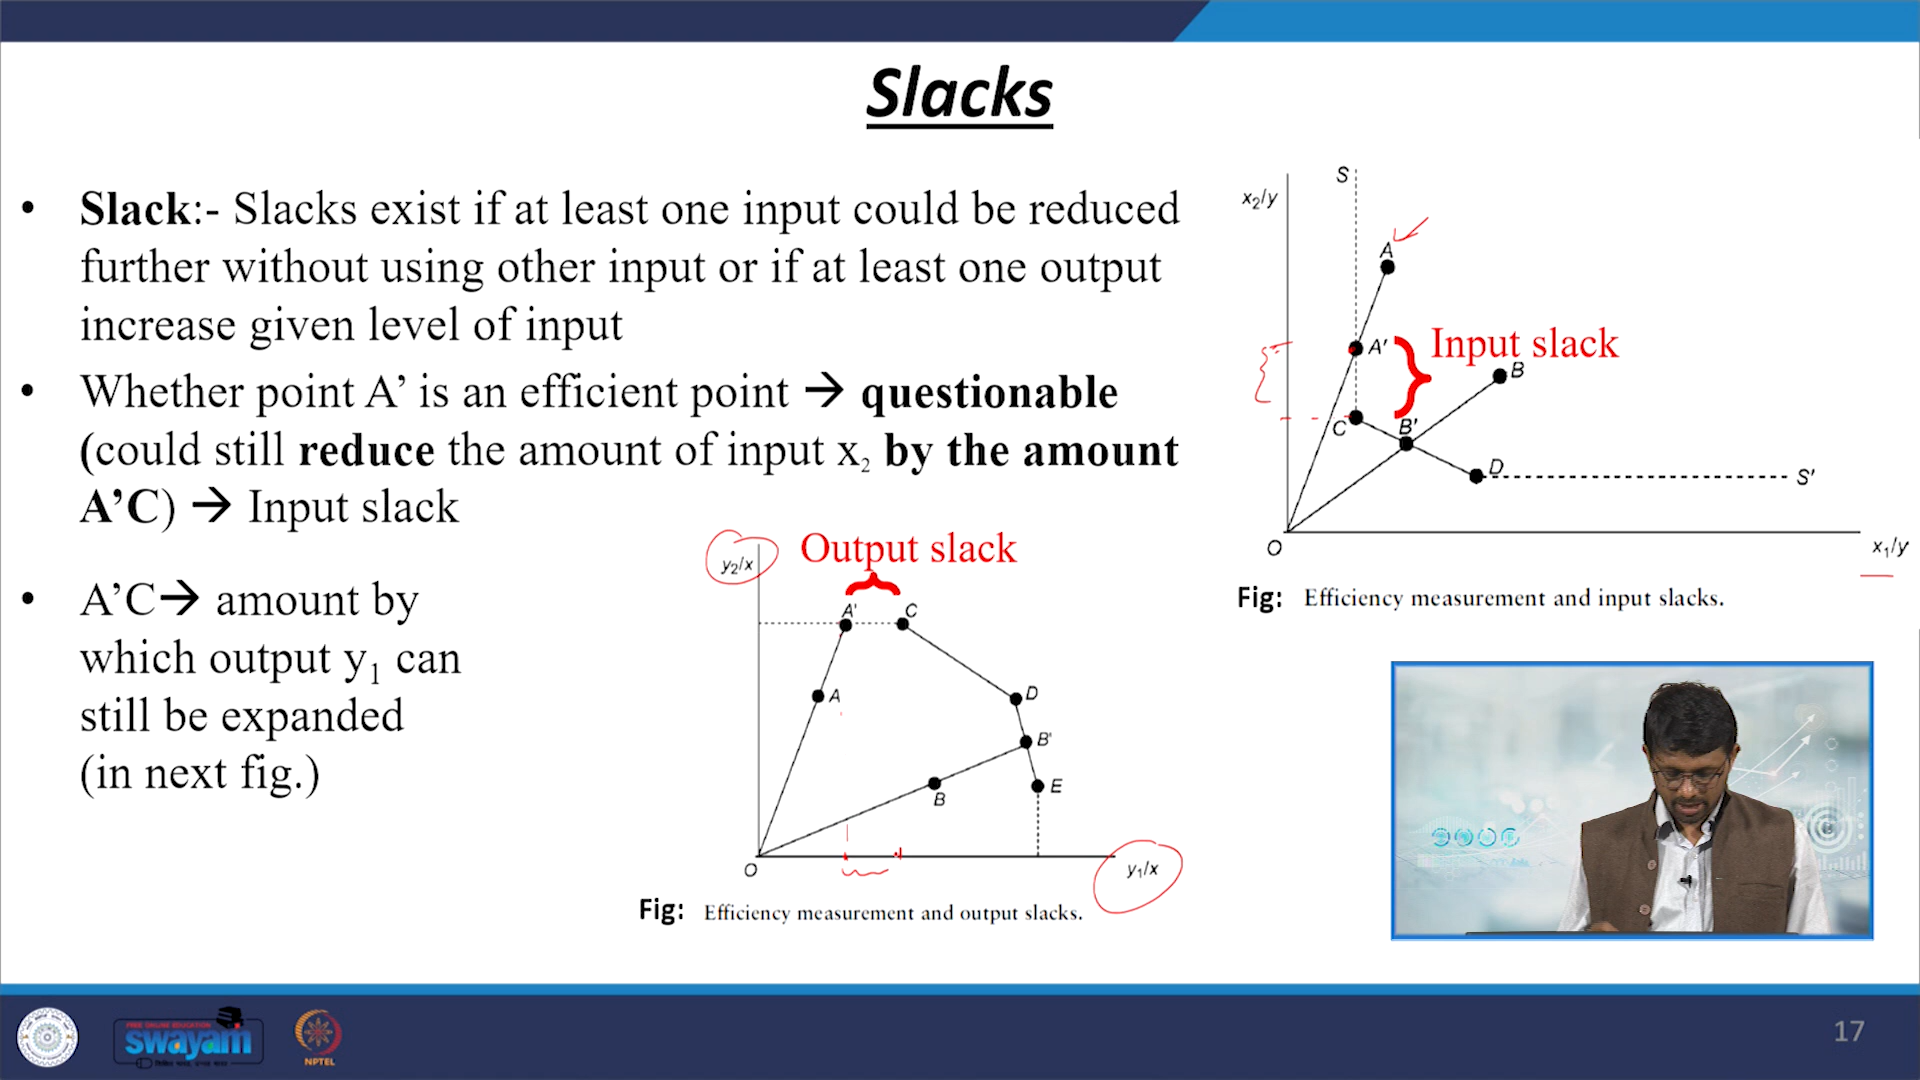 Slacks
• Slack:- Slacks exist if at least one input could be reduced
further without using other input or if at least one output
increase given level of input
• Whether point A’ is an efficient point → questionable
(could still reduce the amount of input x₂ by the amount
A’C) → Input slack
• A’C→ amount by
which output y₁ can
still be expanded
(in next fig.)
S
x₂/y
A
A'
Input slack
B
C
B'
D
S'
O
x₁/y
Fig: Efficiency measurement and input slacks.
y₂/x
Output slack
A'
C
A
D
B'
B
E
O
y₁/x
Fig: Efficiency measurement and output slacks.
FREE ONLINE EDUCATION
swayam
NPTEL
17